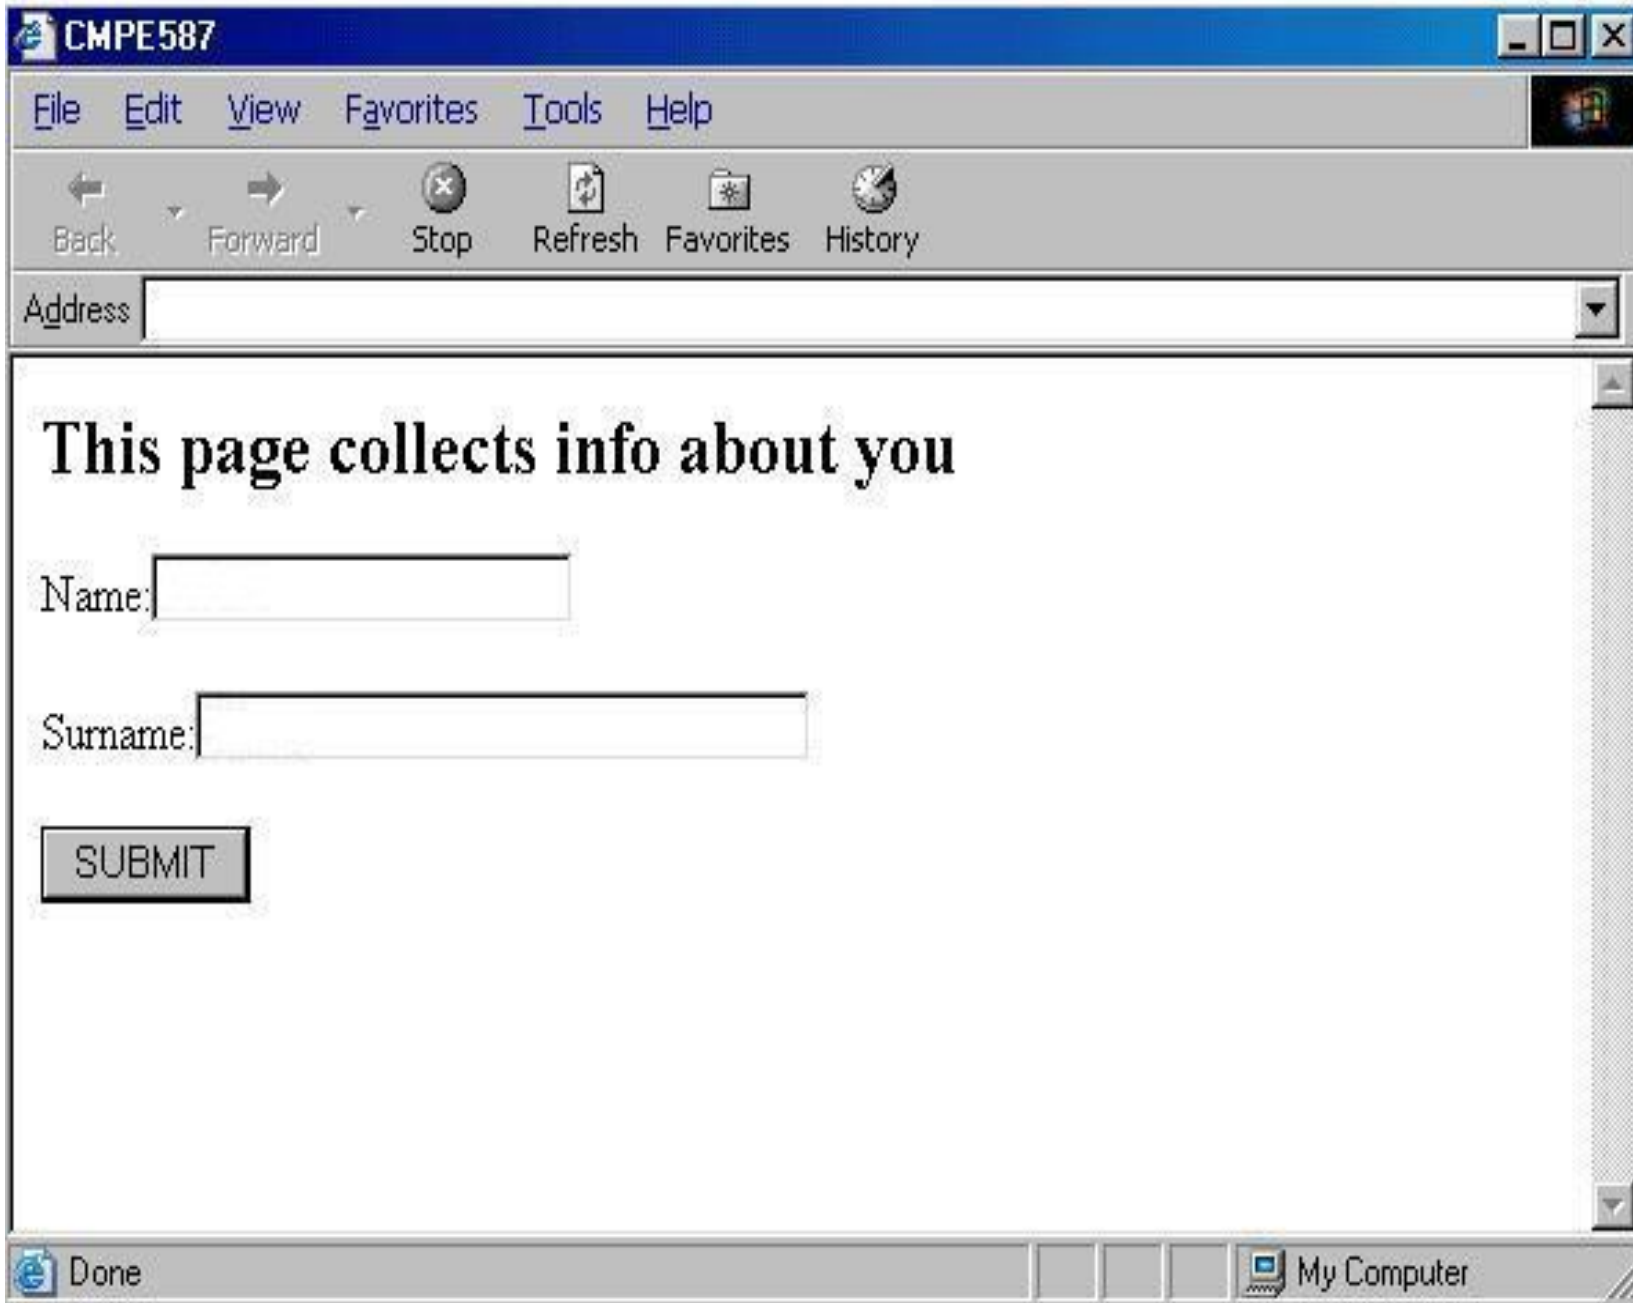 CMPE587
File Edit View Favorites Tools Help
Back Forward Stop Refresh Favorites History
Address
This page collects info about you
Name:
Surname:
SUBMIT
Done My Computer